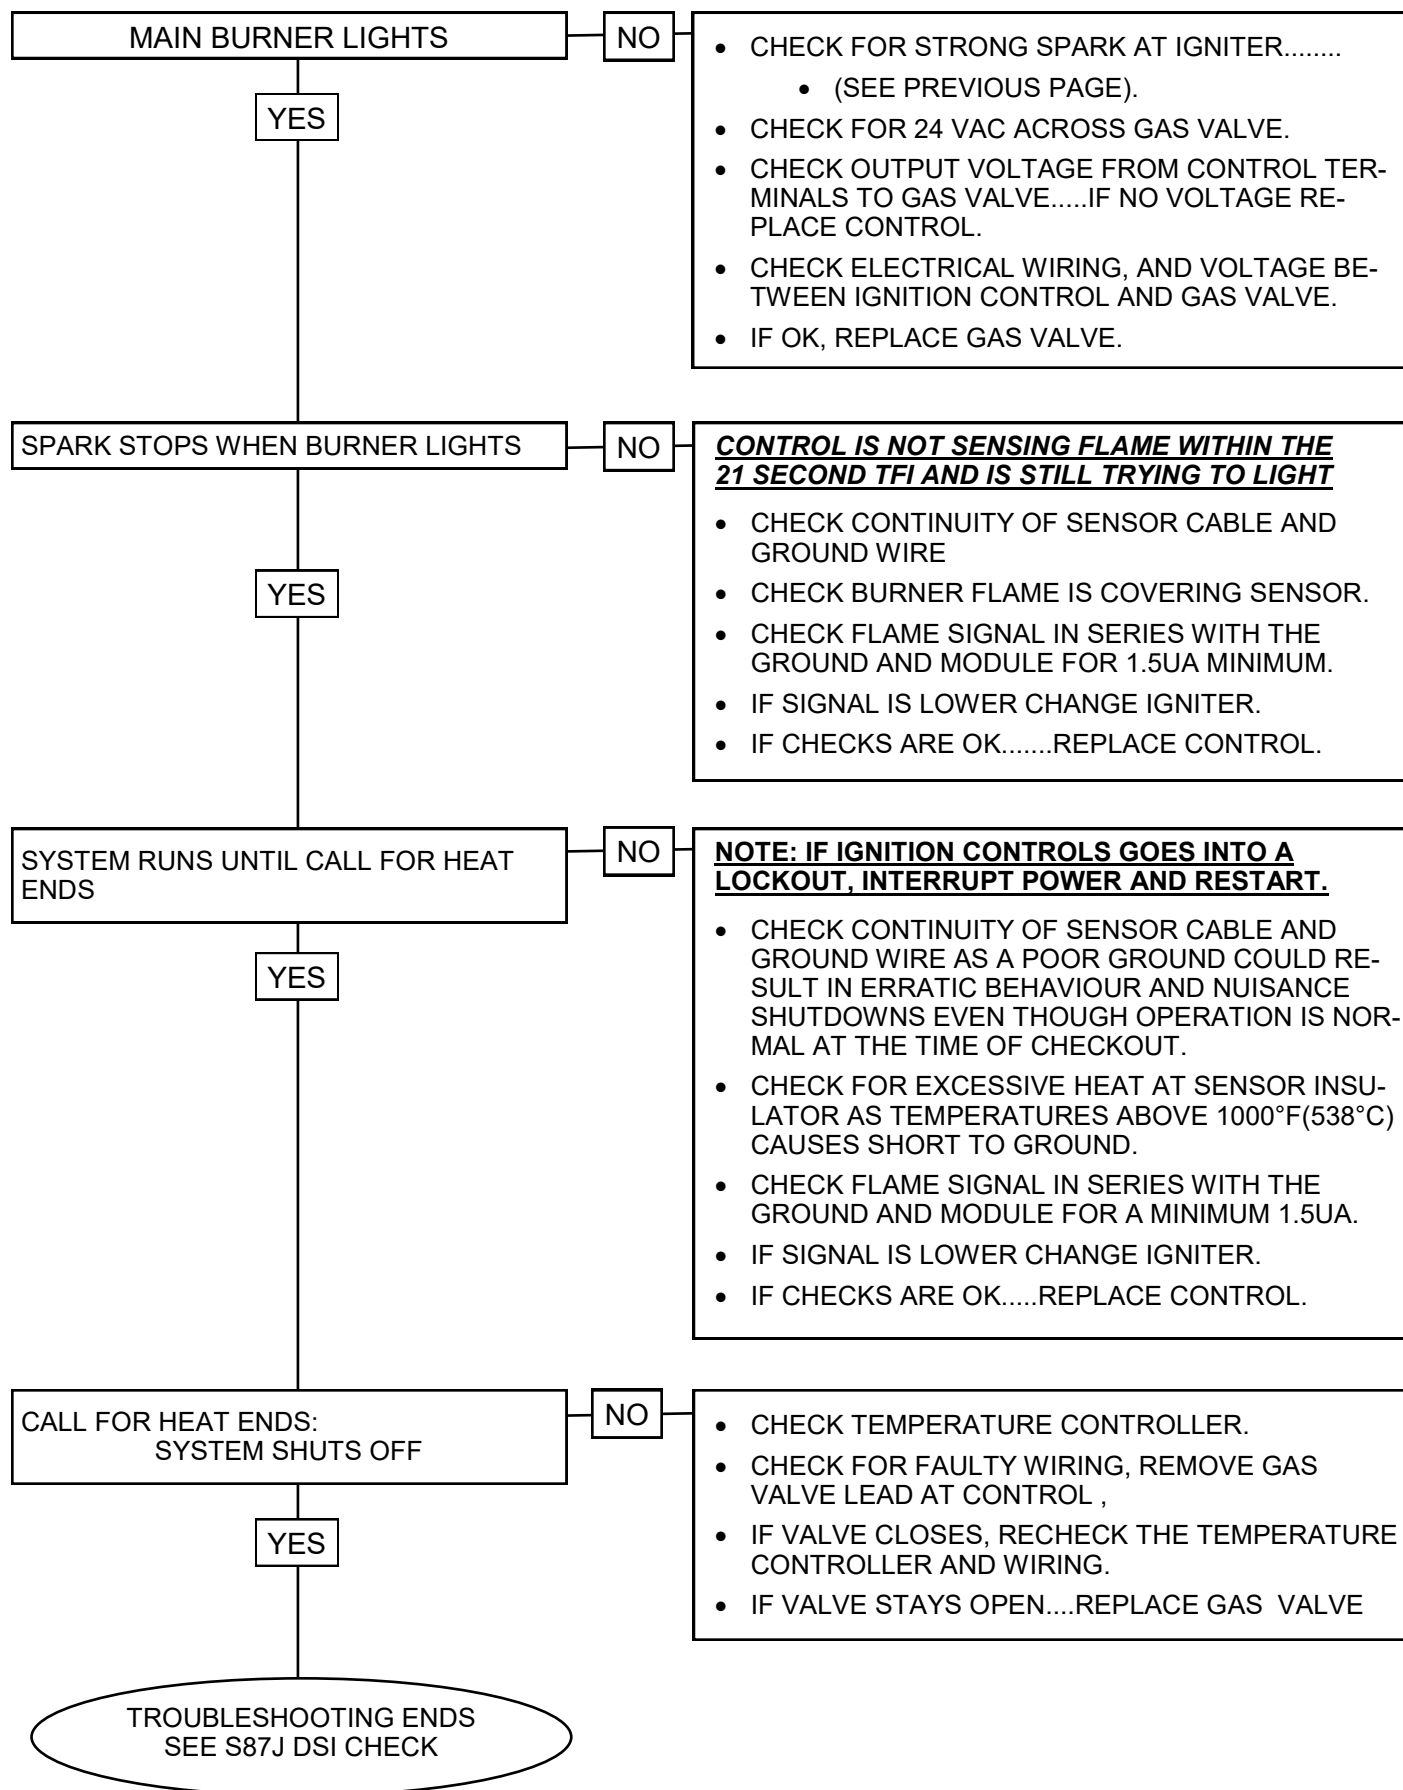 MAIN BURNER LIGHTS
NO
• CHECK FOR STRONG SPARK AT IGNITER........
• (SEE PREVIOUS PAGE).
• CHECK FOR 24 VAC ACROSS GAS VALVE.
• CHECK OUTPUT VOLTAGE FROM CONTROL TER-
MINALS TO GAS VALVE.....IF NO VOLTAGE RE-
PLACE CONTROL.
• CHECK ELECTRICAL WIRING, AND VOLTAGE BE-
TWEEN IGNITION CONTROL AND GAS VALVE.
• IF OK, REPLACE GAS VALVE.
YES
SPARK STOPS WHEN BURNER LIGHTS
NO
CONTROL IS NOT SENSING FLAME WITHIN THE
21 SECOND TFI AND IS STILL TRYING TO LIGHT
• CHECK CONTINUITY OF SENSOR CABLE AND
GROUND WIRE
• CHECK BURNER FLAME IS COVERING SENSOR.
• CHECK FLAME SIGNAL IN SERIES WITH THE
GROUND AND MODULE FOR 1.5UA MINIMUM.
• IF SIGNAL IS LOWER CHANGE IGNITER.
• IF CHECKS ARE OK.......REPLACE CONTROL.
YES
SYSTEM RUNS UNTIL CALL FOR HEAT
ENDS
NO
NOTE: IF IGNITION CONTROLS GOES INTO A
LOCKOUT, INTERRUPT POWER AND RESTART.
• CHECK CONTINUITY OF SENSOR CABLE AND
GROUND WIRE AS A POOR GROUND COULD RE-
SULT IN ERRATIC BEHAVIOUR AND NUISANCE
SHUTDOWNS EVEN THOUGH OPERATION IS NOR-
MAL AT THE TIME OF CHECKOUT.
• CHECK FOR EXCESSIVE HEAT AT SENSOR INSU-
LATOR AS TEMPERATURES ABOVE 1000°F(538°C)
CAUSES SHORT TO GROUND.
• CHECK FLAME SIGNAL IN SERIES WITH THE
GROUND AND MODULE FOR A MINIMUM 1.5UA.
• IF SIGNAL IS LOWER CHANGE IGNITER.
• IF CHECKS ARE OK.....REPLACE CONTROL.
YES
CALL FOR HEAT ENDS:
SYSTEM SHUTS OFF
NO
• CHECK TEMPERATURE CONTROLLER.
• CHECK FOR FAULTY WIRING, REMOVE GAS
VALVE LEAD AT CONTROL ,
• IF VALVE CLOSES, RECHECK THE TEMPERATURE
CONTROLLER AND WIRING.
• IF VALVE STAYS OPEN....REPLACE GAS  VALVE
YES
TROUBLESHOOTING ENDS
SEE S87J DSI CHECK